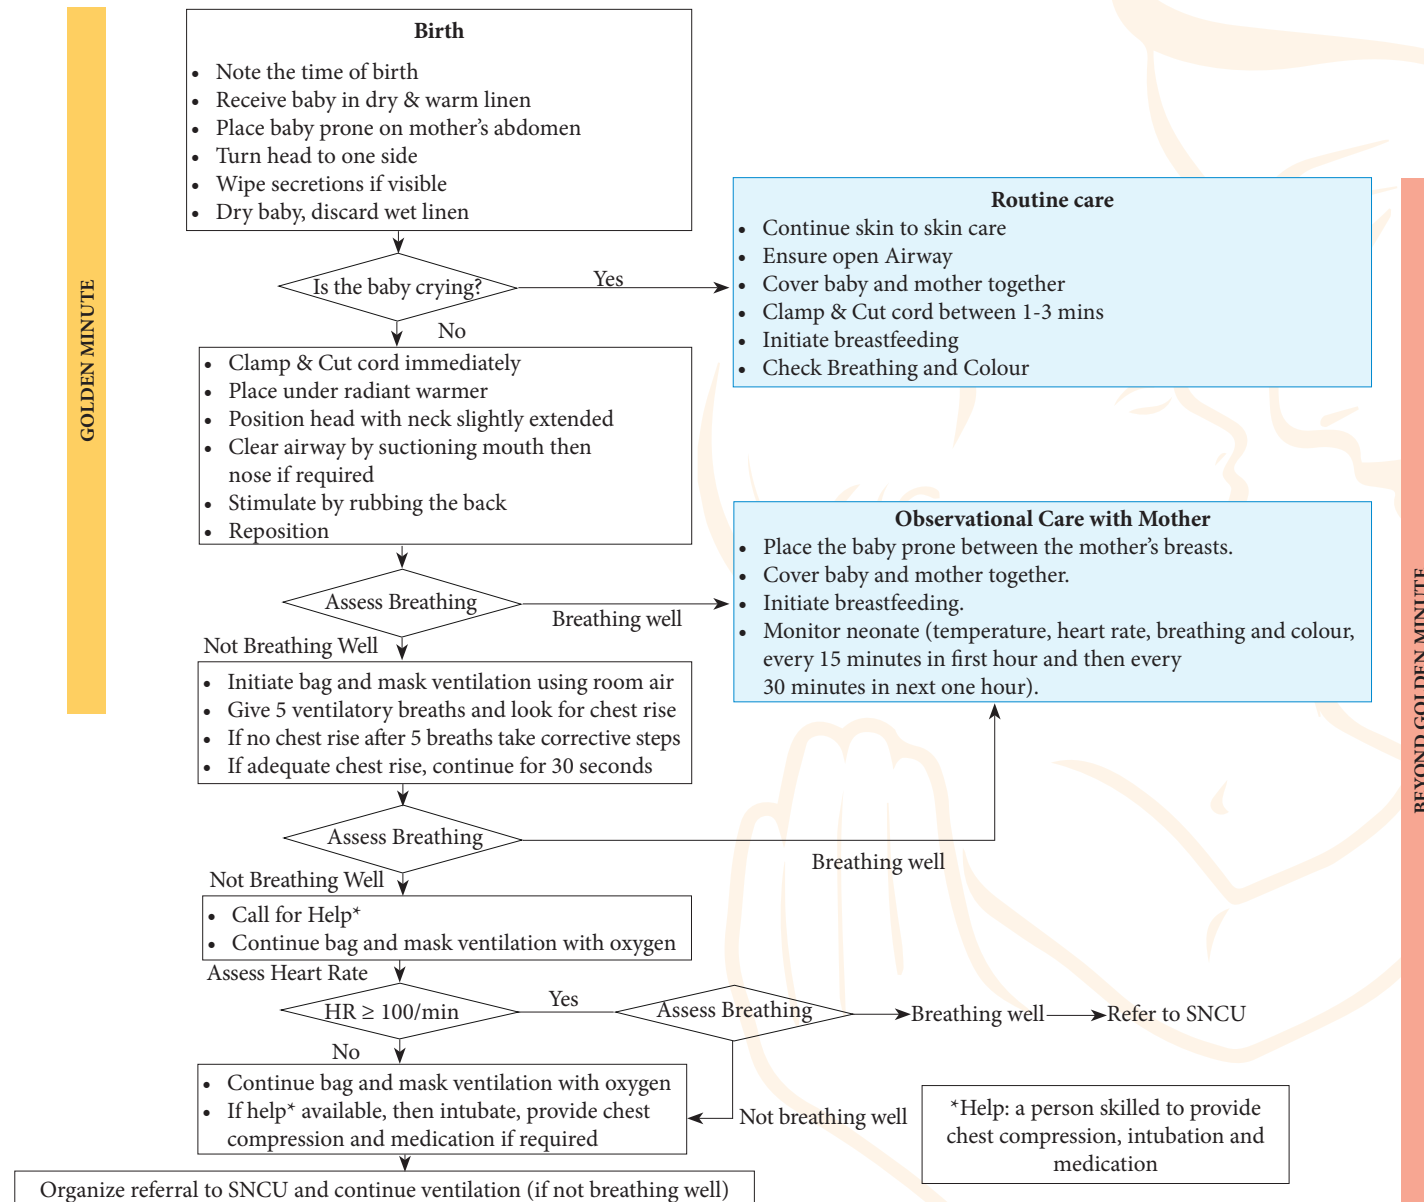 GOLDEN MINUTE
Birth
• Note the time of birth
• Receive baby in dry & warm linen
• Place baby prone on mother's abdomen
• Turn head to one side
• Wipe secretions if visible
• Dry baby, discard wet linen
Is the baby crying?
Yes
Routine care
• Continue skin to skin care
• Ensure open Airway
• Cover baby and mother together
• Clamp & Cut cord between 1-3 mins
• Initiate breastfeeding
• Check Breathing and Colour
No
• Clamp & Cut cord immediately
• Place under radiant warmer
• Position head with neck slightly extended
• Clear airway by suctioning mouth then
nose if required
• Stimulate by rubbing the back
• Reposition
Assess Breathing
Breathing well
Observational Care with Mother
• Place the baby prone between the mother's breasts.
• Cover baby and mother together.
• Initiate breastfeeding.
• Monitor neonate (temperature, heart rate, breathing and colour,
every 15 minutes in first hour and then every
30 minutes in next one hour).
BEYOND GOLDEN MINUTE
Not Breathing Well
• Initiate bag and mask ventilation using room air
• Give 5 ventilatory breaths and look for chest rise
• If no chest rise after 5 breaths take corrective steps
• If adequate chest rise, continue for 30 seconds
Assess Breathing
Breathing well
Not Breathing Well
• Call for Help*
• Continue bag and mask ventilation with oxygen
Assess Heart Rate
HR ≥ 100/min
Yes
Assess Breathing
Breathing well
Refer to SNCU
No
• Continue bag and mask ventilation with oxygen
• If help* available, then intubate, provide chest
compression and medication if required
Not breathing well
*Help: a person skilled to provide
chest compression, intubation and
medication
Organize referral to SNCU and continue ventilation (if not breathing well)